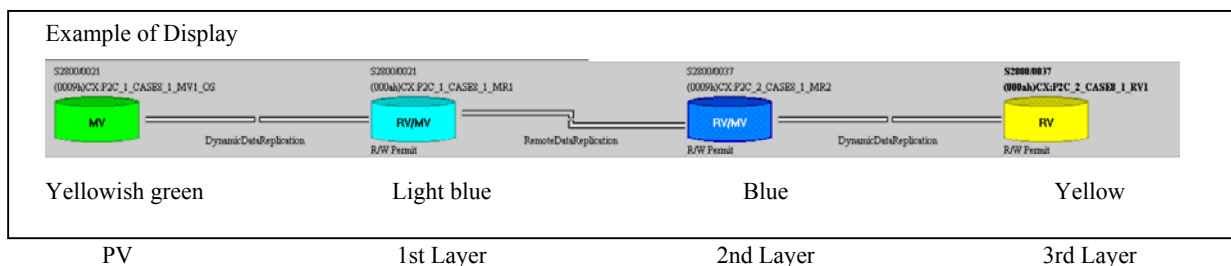 Example of Display
S2800/0021 S2800/0021 S2800/0037 S2800/0037
(0009h)CX:P2C_1_CASE8_1_MV1_OS (000ah)CX:P2C_1_CASE8_1_MR1 (0009h)CX:P2C_2_CASE8_1_MR2 (000ah)CX:P2C_2_CASE8_1_RV1
MV RV/MV RV/MV RV
DynamicDataReplication RemoteDataReplication DynamicDataReplication
R/W Permit R/W Permit R/W Permit
Yellowish green Light blue Blue Yellow
PV 1st Layer 2nd Layer 3rd Layer